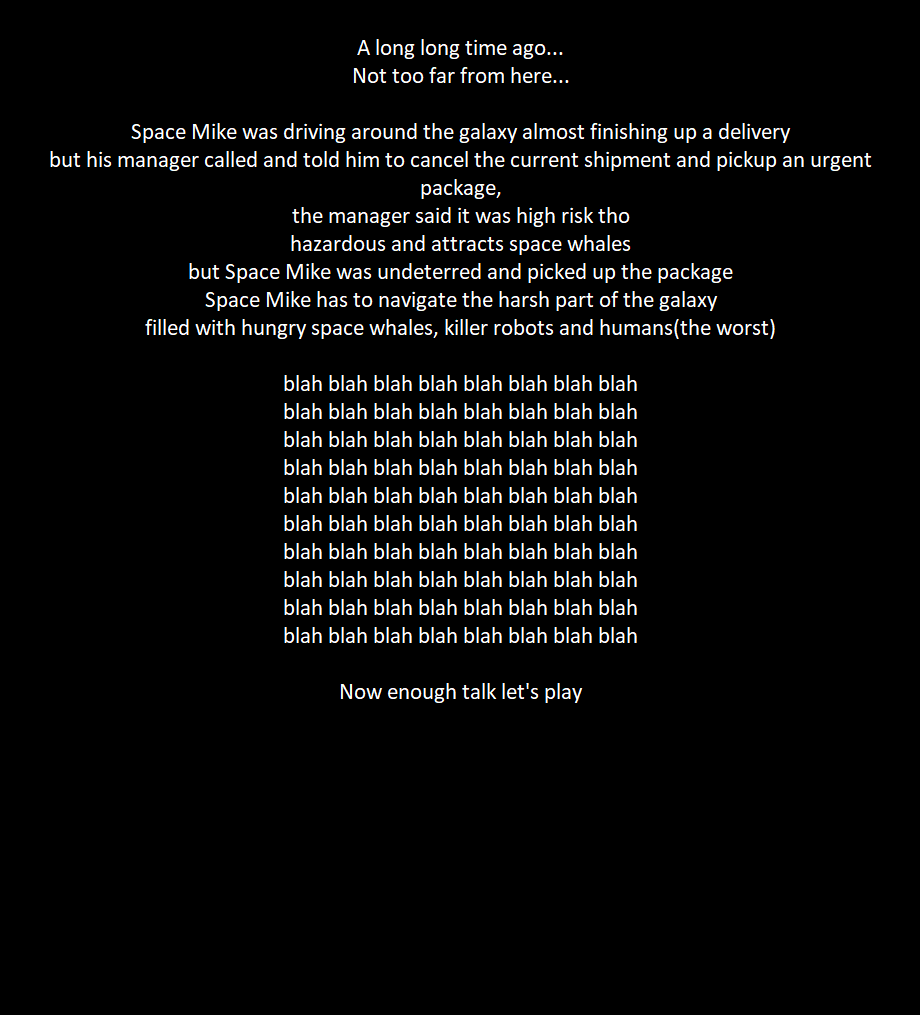 A long long time ago...
Not too far from here...
Space Mike was driving around the galaxy almost finishing up a delivery
but his manager called and told him to cancel the current shipment and pickup an urgent
package,
the manager said it was high risk tho
hazardous and attracts space whales
but Space Mike was undeterred and picked up the package
Space Mike has to navigate the harsh part of the galaxy
filled with hungry space whales, killer robots and humans(the worst)
blah blah blah blah blah blah blah blah
blah blah blah blah blah blah blah blah
blah blah blah blah blah blah blah blah
blah blah blah blah blah blah blah blah
blah blah blah blah blah blah blah blah
blah blah blah blah blah blah blah blah
blah blah blah blah blah blah blah blah
blah blah blah blah blah blah blah blah
blah blah blah blah blah blah blah blah
blah blah blah blah blah blah blah blah
Now enough talk let's play